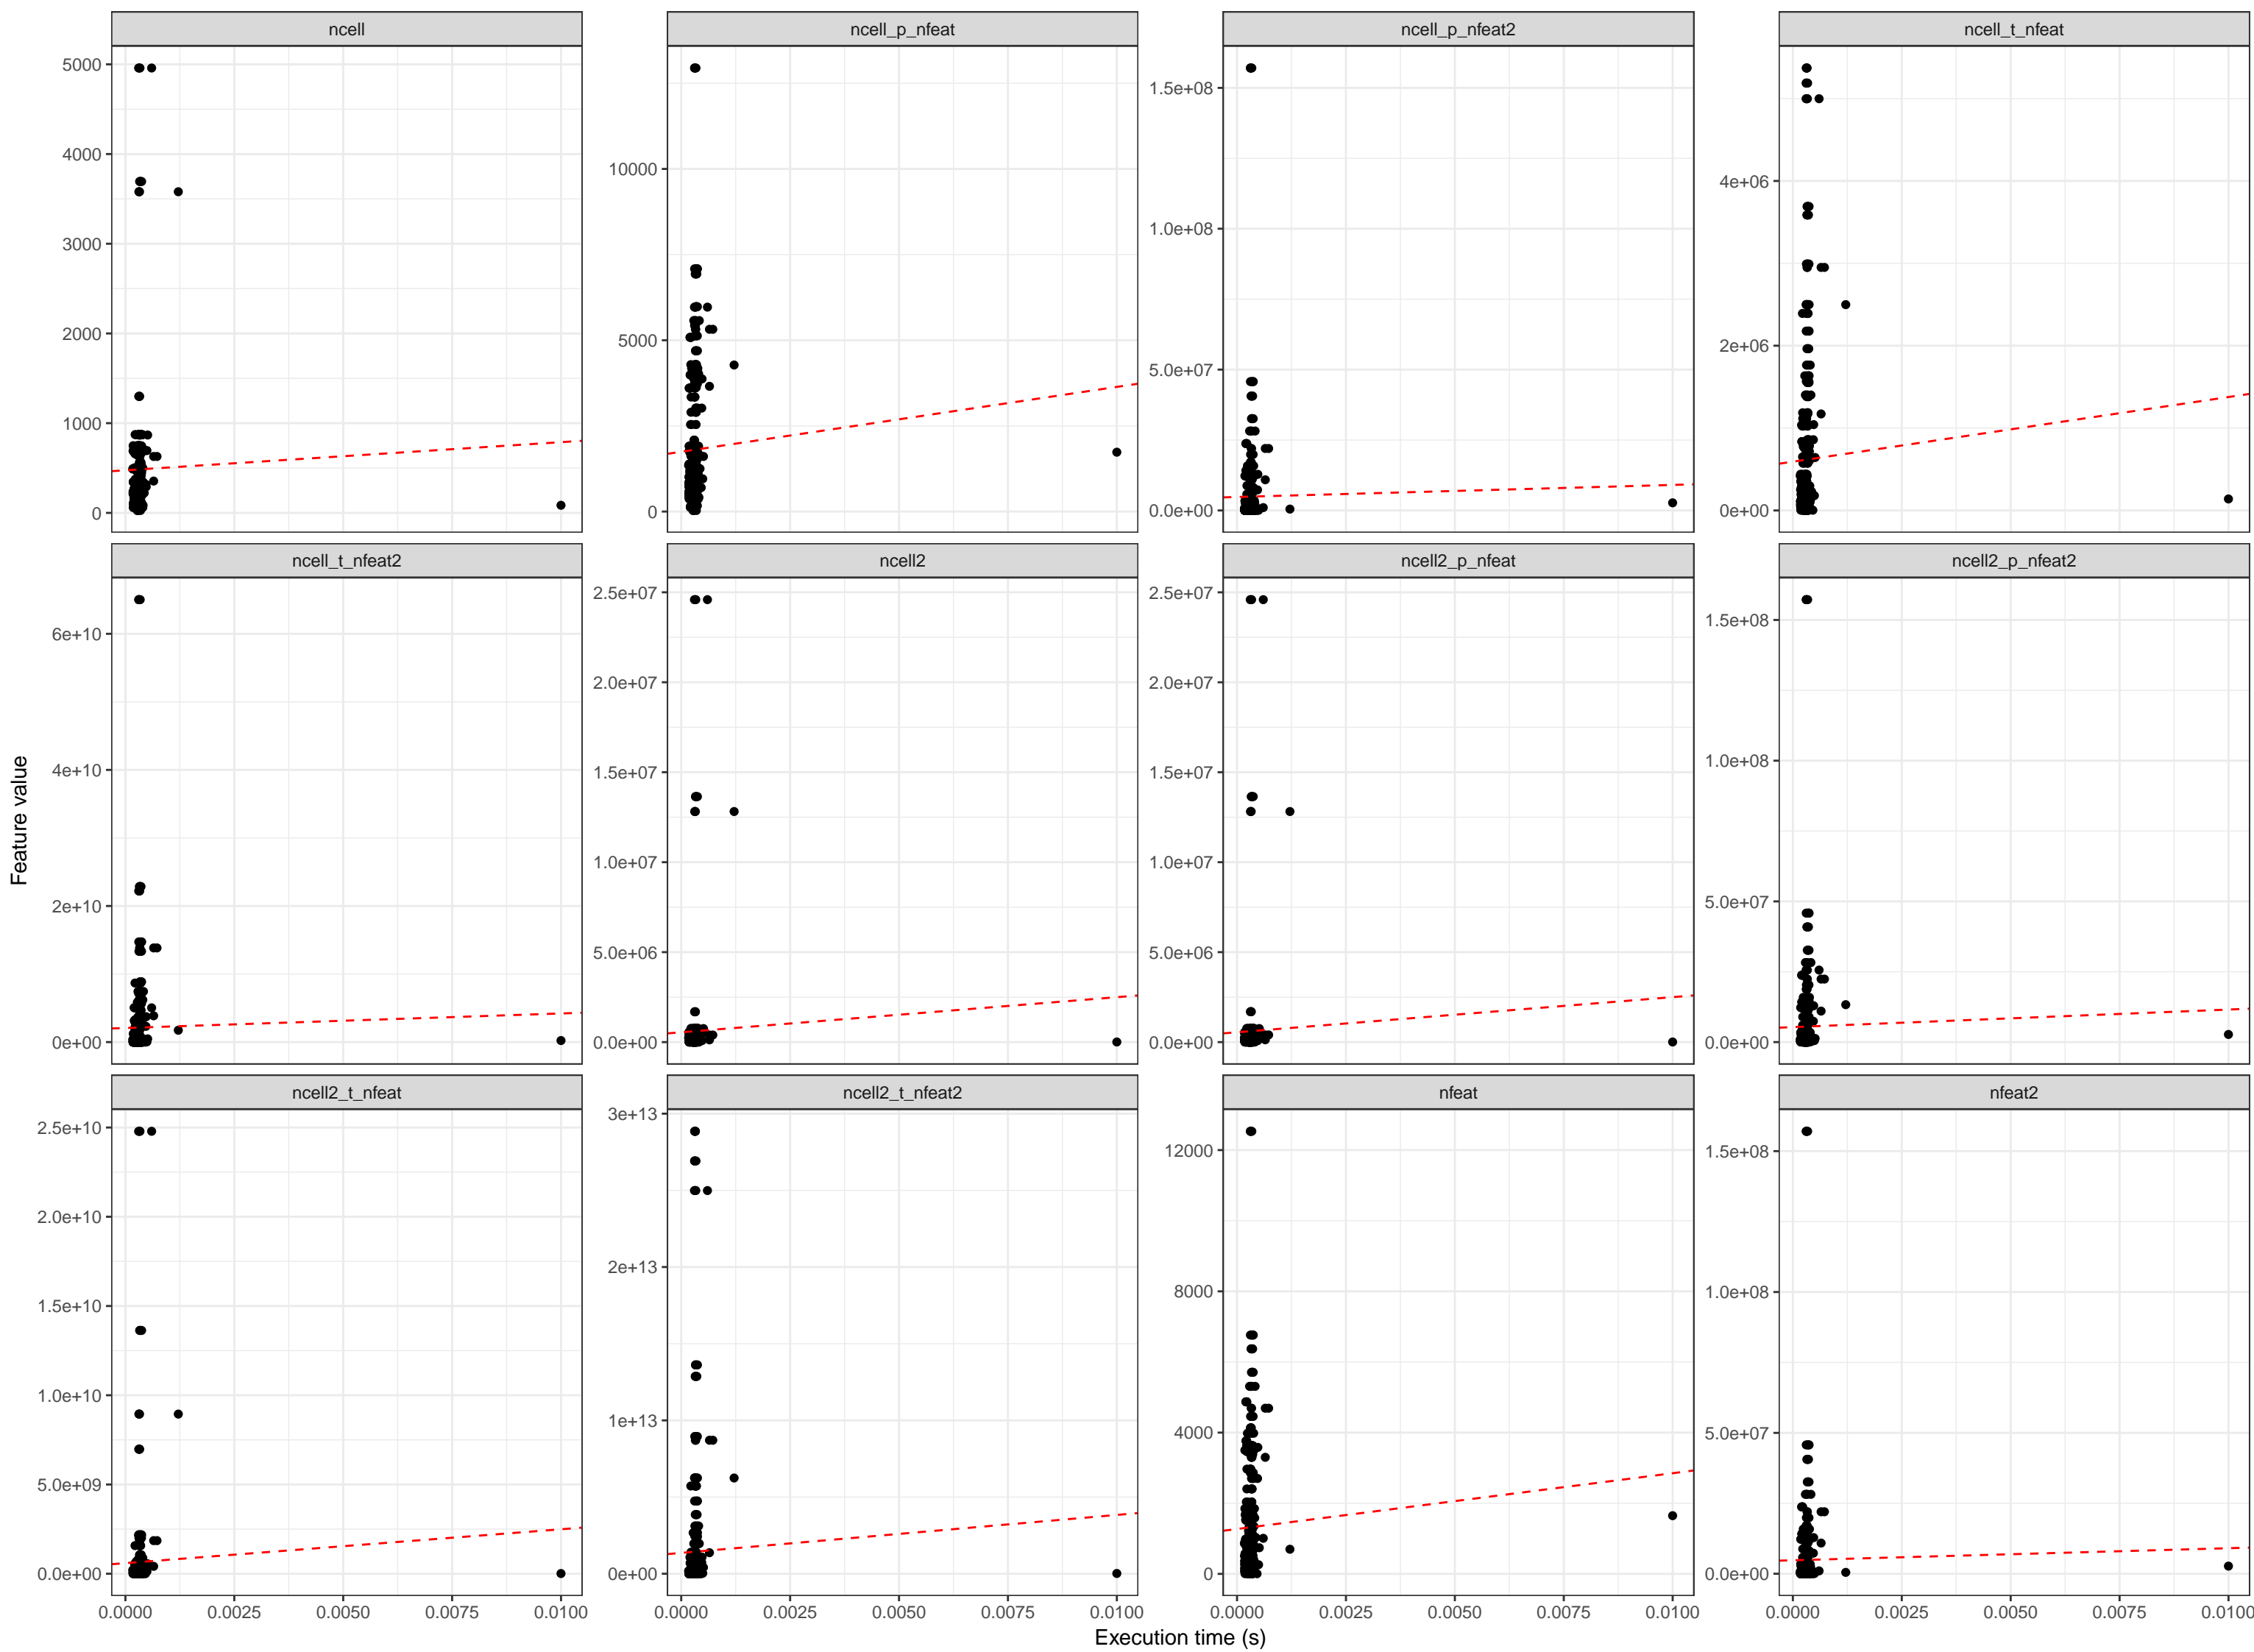 ncell ncell_p_nfeat ncell_p_nfeat2 ncell_t_nfeat
5000
4000
3000
2000
1000
0
10000
5000
0
1.5e+08
1.0e+08
5.0e+07
0.0e+00
4e+06
2e+06
0e+00
ncell_t_nfeat2 ncell2 ncell2_p_nfeat ncell2_p_nfeat2
6e+10
4e+10
2e+10
0e+00
2.5e+07
2.0e+07
1.5e+07
1.0e+07
5.0e+06
0.0e+00
2.5e+07
2.0e+07
1.5e+07
1.0e+07
5.0e+06
0.0e+00
1.5e+08
1.0e+08
5.0e+07
0.0e+00
Feature value
ncell2_t_nfeat ncell2_t_nfeat2 nfeat nfeat2
2.5e+10
2.0e+10
1.5e+10
1.0e+10
5.0e+09
0.0e+00
3e+13
2e+13
1e+13
0e+00
12000
8000
4000
0
1.5e+08
1.0e+08
5.0e+07
0.0e+00
0.0000 0.0025 0.0050 0.0075 0.0100 0.0000 0.0025 0.0050 0.0075 0.0100 0.0000 0.0025 0.0050 0.0075 0.0100 0.0000 0.0025 0.0050 0.0075 0.0100
Execution time (s)